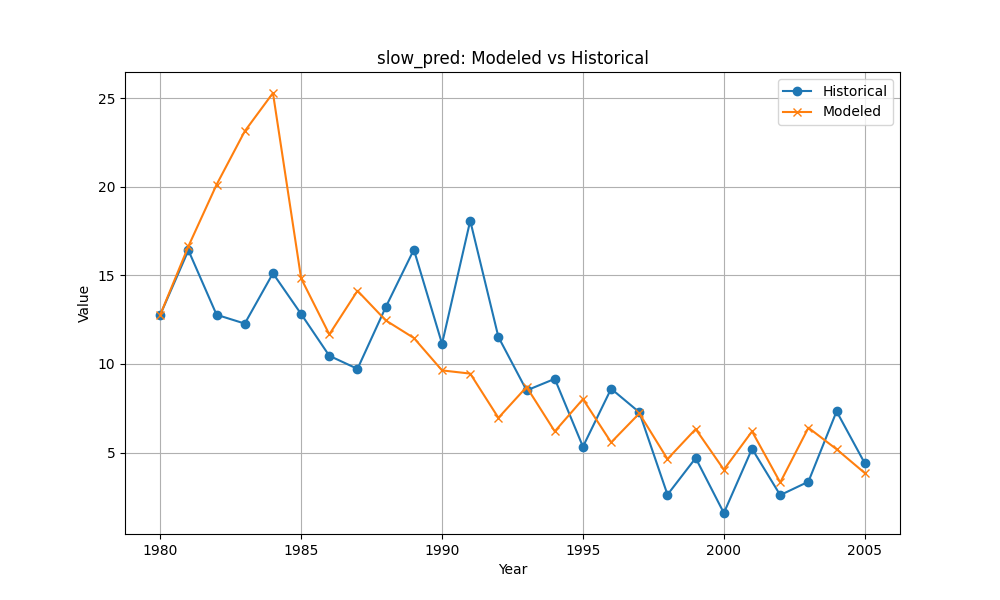 slow_pred: Modeled vs Historical
Historical
Modeled
25
20
15
10
5
Value
1980 1985 1990 1995 2000 2005
Year